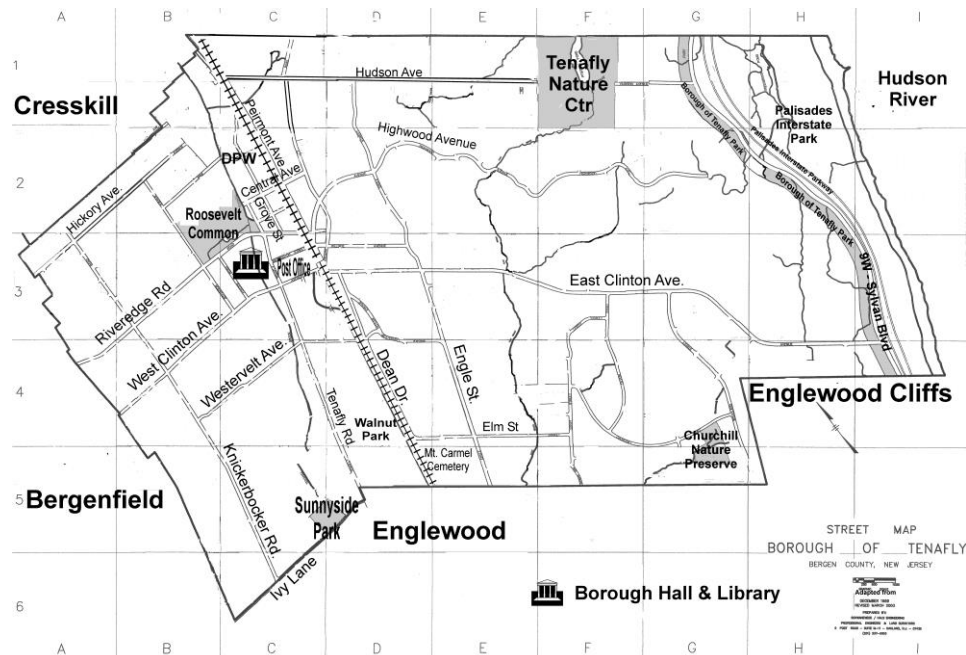 A B C D E F G H I
1
Hudson Ave
Tenafly
Nature
Ctr
Hudson
River
Cresskill
Piermont Ave
Borough of Tenafly Park
Palisades
Interstate
Park
Highwood Avenue
Palisades Interstate Parkway
DPW
Central Ave
2
Hickory Ave.
Grove St
Borough of Tenafly Park
Roosevelt
Common
Post Office
3
Riveredge Rd
East Clinton Ave.
9W - Sylvan Blvd
West Clinton Ave.
Westervelt Ave.
Dean Dr.
Engle St.
4
Englewood Cliffs
Tenafly Rd
Walnut
Park
Elm St
Churchill
Nature
Preserve
Mt. Carmel
Cemetery
Knickerbocker Rd.
5
Bergenfield
Sunnyside
Park
Englewood
STREET MAP
BOROUGH OF TENAFLY
BERGEN COUNTY, NEW JERSEY
Ivy Lane
Adapted from
6
Borough Hall & Library
A B C D E F G H I